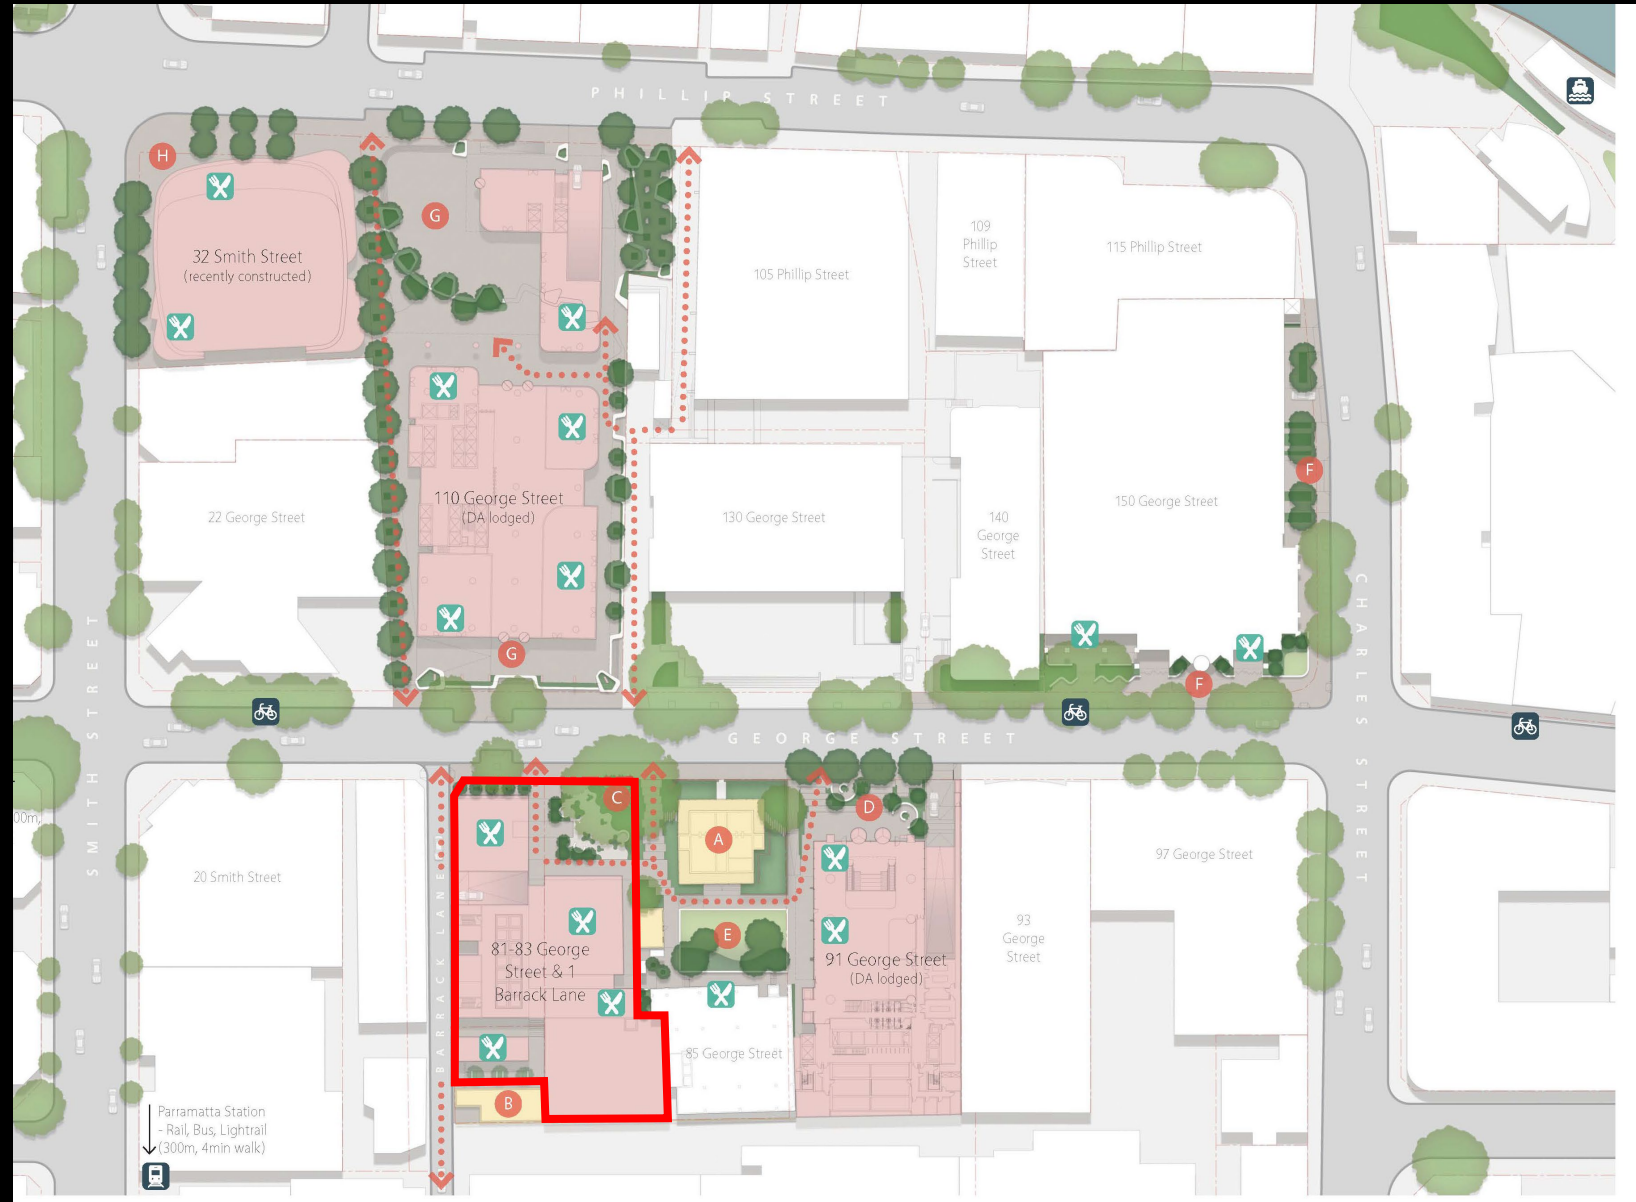 PHILLIP STREET
H
G
32 Smith Street
(recently constructed)
105 Phillip Street
109
Phillip
Street
115 Phillip Street
F
110 George Street
(DA lodged)
22 George Street
130 George Street
140
George
Street
150 George Street
G
F
SMITH STREET
CHARLES STREET
GEORGE STREET
C
D
00m,
A
20 Smith Street
BARRACK LANE
97 George Street
E
81-83 George
Street & 1
Barrack Lane
91 George Street
(DA lodged)
93
George
Street
85 George Street
B
Parramatta Station
- Rail, Bus, Lightrail
(300m, 4min walk)